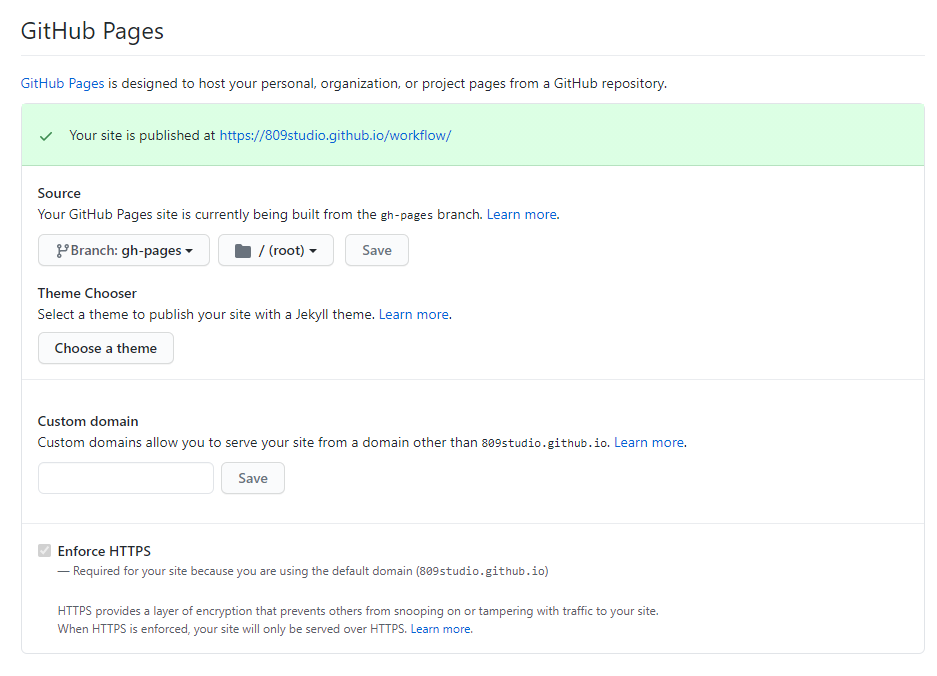 GitHub Pages
GitHub Pages is designed to host your personal, organization, or project pages from a GitHub repository.
Your site is published at https://809studio.github.io/workflow/
Source
Your GitHub Pages site is currently being built from the gh-pages branch. Learn more.
Branch: gh-pages / (root) Save
Theme Chooser
Select a theme to publish your site with a Jekyll theme. Learn more.
Choose a theme
Custom domain
Custom domains allow you to serve your site from a domain other than 809studio.github.io. Learn more.
Save
Enforce HTTPS
— Required for your site because you are using the default domain (809studio.github.io)
HTTPS provides a layer of encryption that prevents others from snooping on or tampering with traffic to your site.
When HTTPS is enforced, your site will only be served over HTTPS. Learn more.